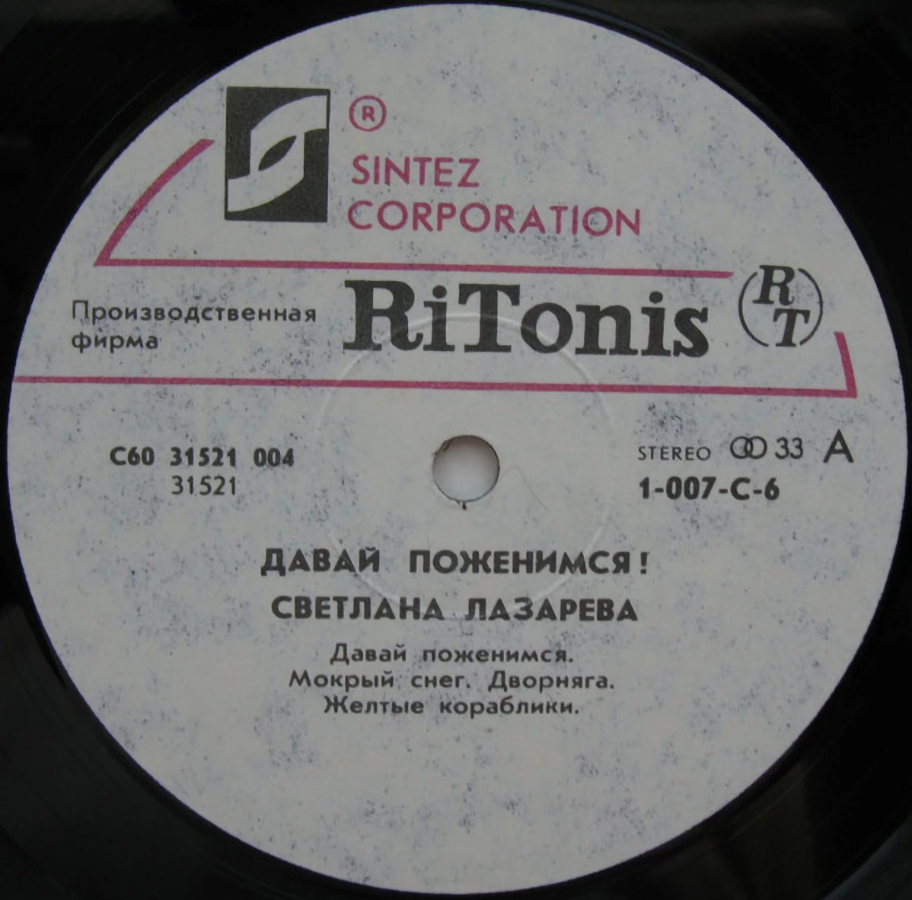 ®
SINTEZ
CORPORATION
Производственная
фирма
RiTonis
RT
С60 31521 004
31521
STEREO 33 A
1-007-С-6
ДАВАЙ ПОЖЕНИМСЯ!
СВЕТЛАНА ЛАЗАРЕВА
Давай поженимся.
Мокрый снег. Дворняга.
Желтые кораблики.